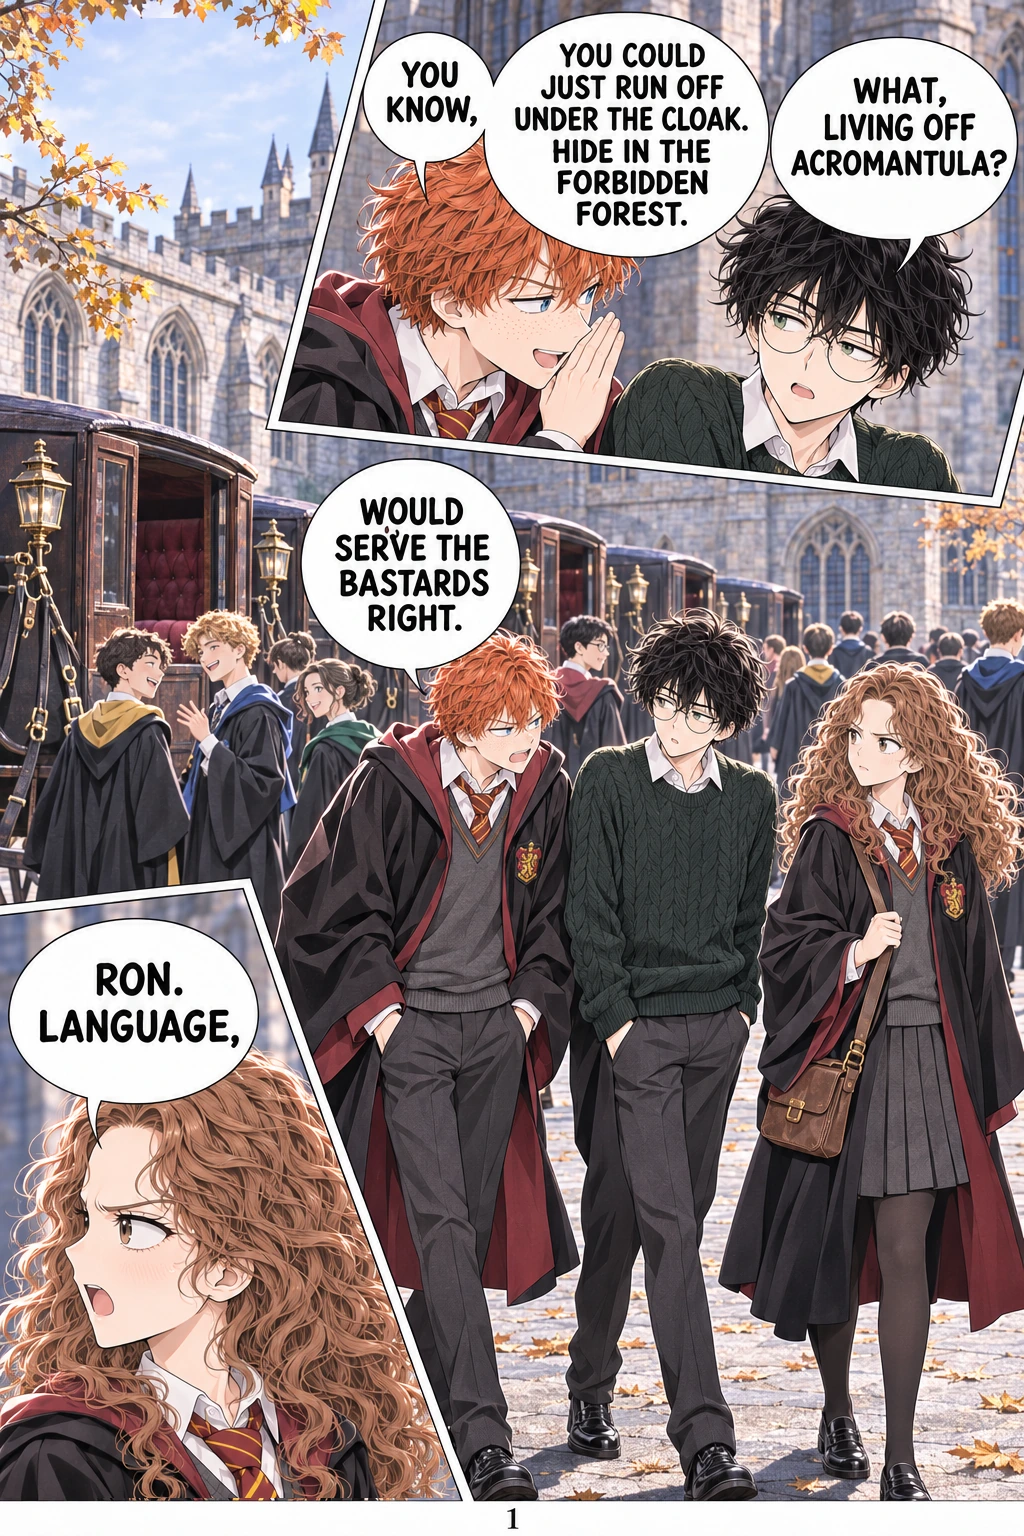 YOU
KNOW,
YOU COULD
JUST RUN OFF
UNDER THE CLOAK.
HIDE IN THE
FORBIDDEN
FOREST.
WHAT,
LIVING OFF
ACROMANTULA?
WOULD
SERVE THE
BASTARDS
RIGHT.
RON.
LANGUAGE,
1